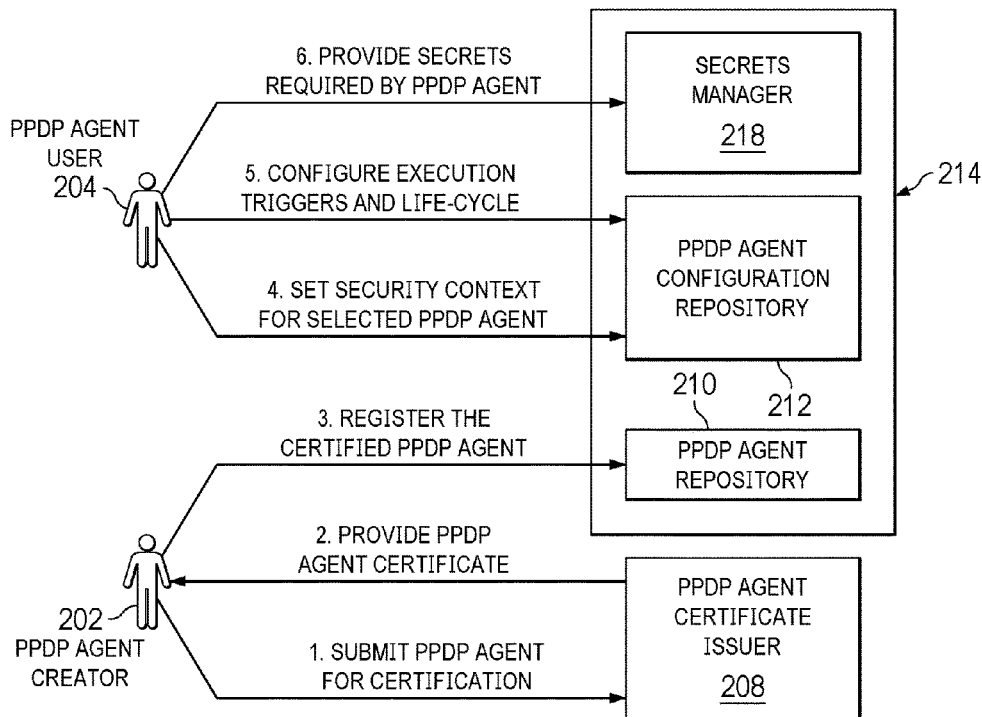 6. PROVIDE SECRETS
REQUIRED BY PPDP AGENT
SECRETS
MANAGER
218
PPDP AGENT
USER
204
5. CONFIGURE EXECUTION
TRIGGERS AND LIFE-CYCLE
214
PPDP AGENT
CONFIGURATION
REPOSITORY
4. SET SECURITY CONTEXT
FOR SELECTED PPDP AGENT
210
212
3. REGISTER THE
CERTIFIED PPDP AGENT
PPDP AGENT
REPOSITORY
2. PROVIDE PPDP
AGENT CERTIFICATE
202
PPDP AGENT
CREATOR
PPDP AGENT
CERTIFICATE
ISSUER
208
1. SUBMIT PPDP AGENT
FOR CERTIFICATION